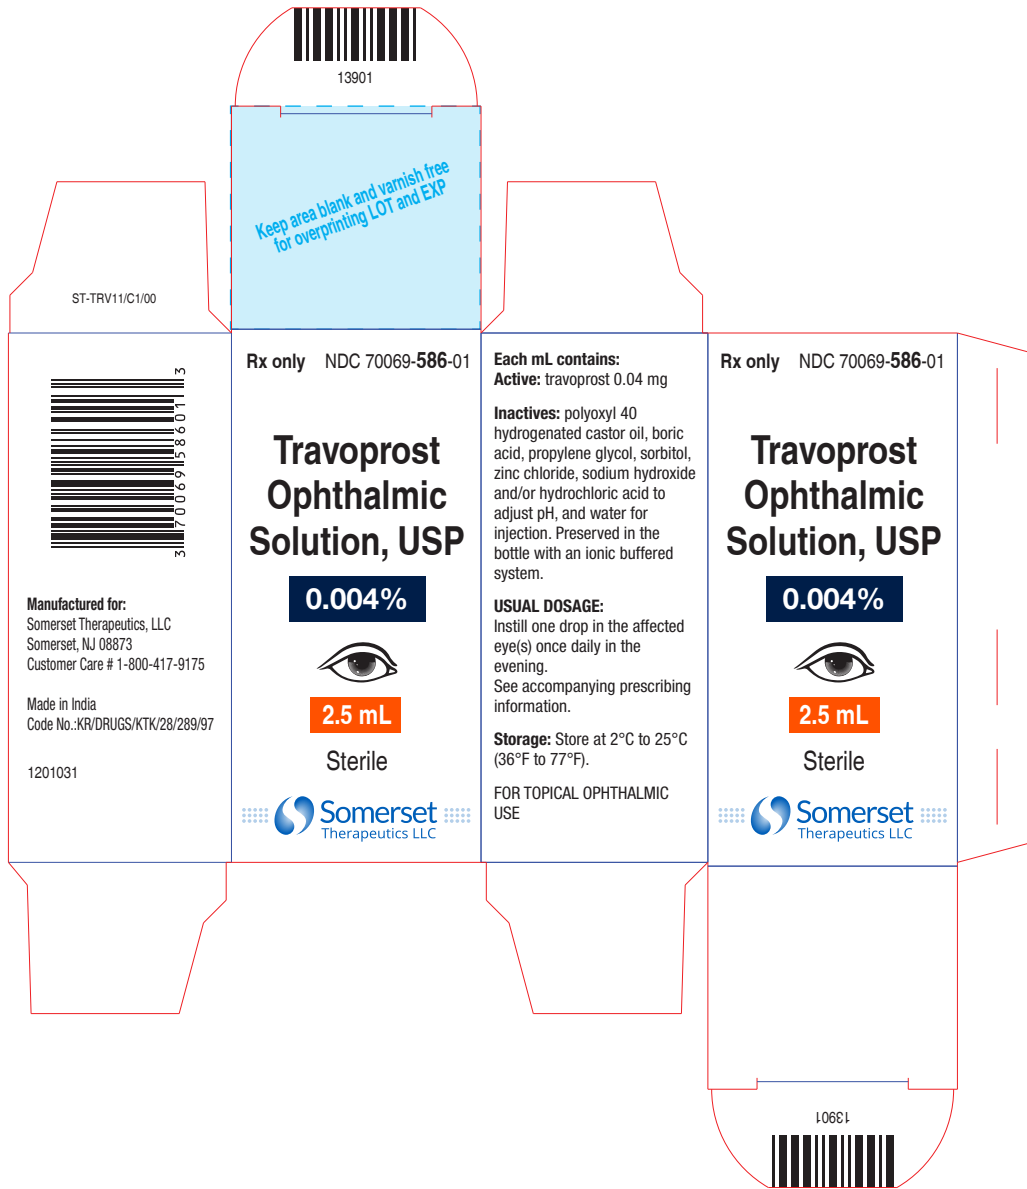 13901
Keep area blank and varnish free
for overprinting LOT and EXP
ST-TRV11/C1/00
3 70069 58601 3
Manufactured for:
Somerset Therapeutics, LLC
Somerset, NJ 08873
Customer Care # 1-800-417-9175
Made in India
Code No.:KR/DRUGS/KTK/28/289/97
1201031
Rx only NDC 70069-586-01
Travoprost
Ophthalmic
Solution, USP
0.004%
2.5 mL
Sterile
Somerset
Therapeutics LLC
Each mL contains:
Active: travoprost 0.04 mg
Inactives: polyoxyl 40
hydrogenated castor oil, boric
acid, propylene glycol, sorbitol,
zinc chloride, sodium hydroxide
and/or hydrochloric acid to
adjust pH, and water for
injection. Preserved in the
bottle with an ionic buffered
system.
USUAL DOSAGE:
Instill one drop in the affected
eye(s) once daily in the
evening.
See accompanying prescribing
information.
Storage: Store at 2°C to 25°C
(36°F to 77°F).
FOR TOPICAL OPHTHALMIC
USE
Rx only NDC 70069-586-01
Travoprost
Ophthalmic
Solution, USP
0.004%
2.5 mL
Sterile
Somerset
Therapeutics LLC
13901